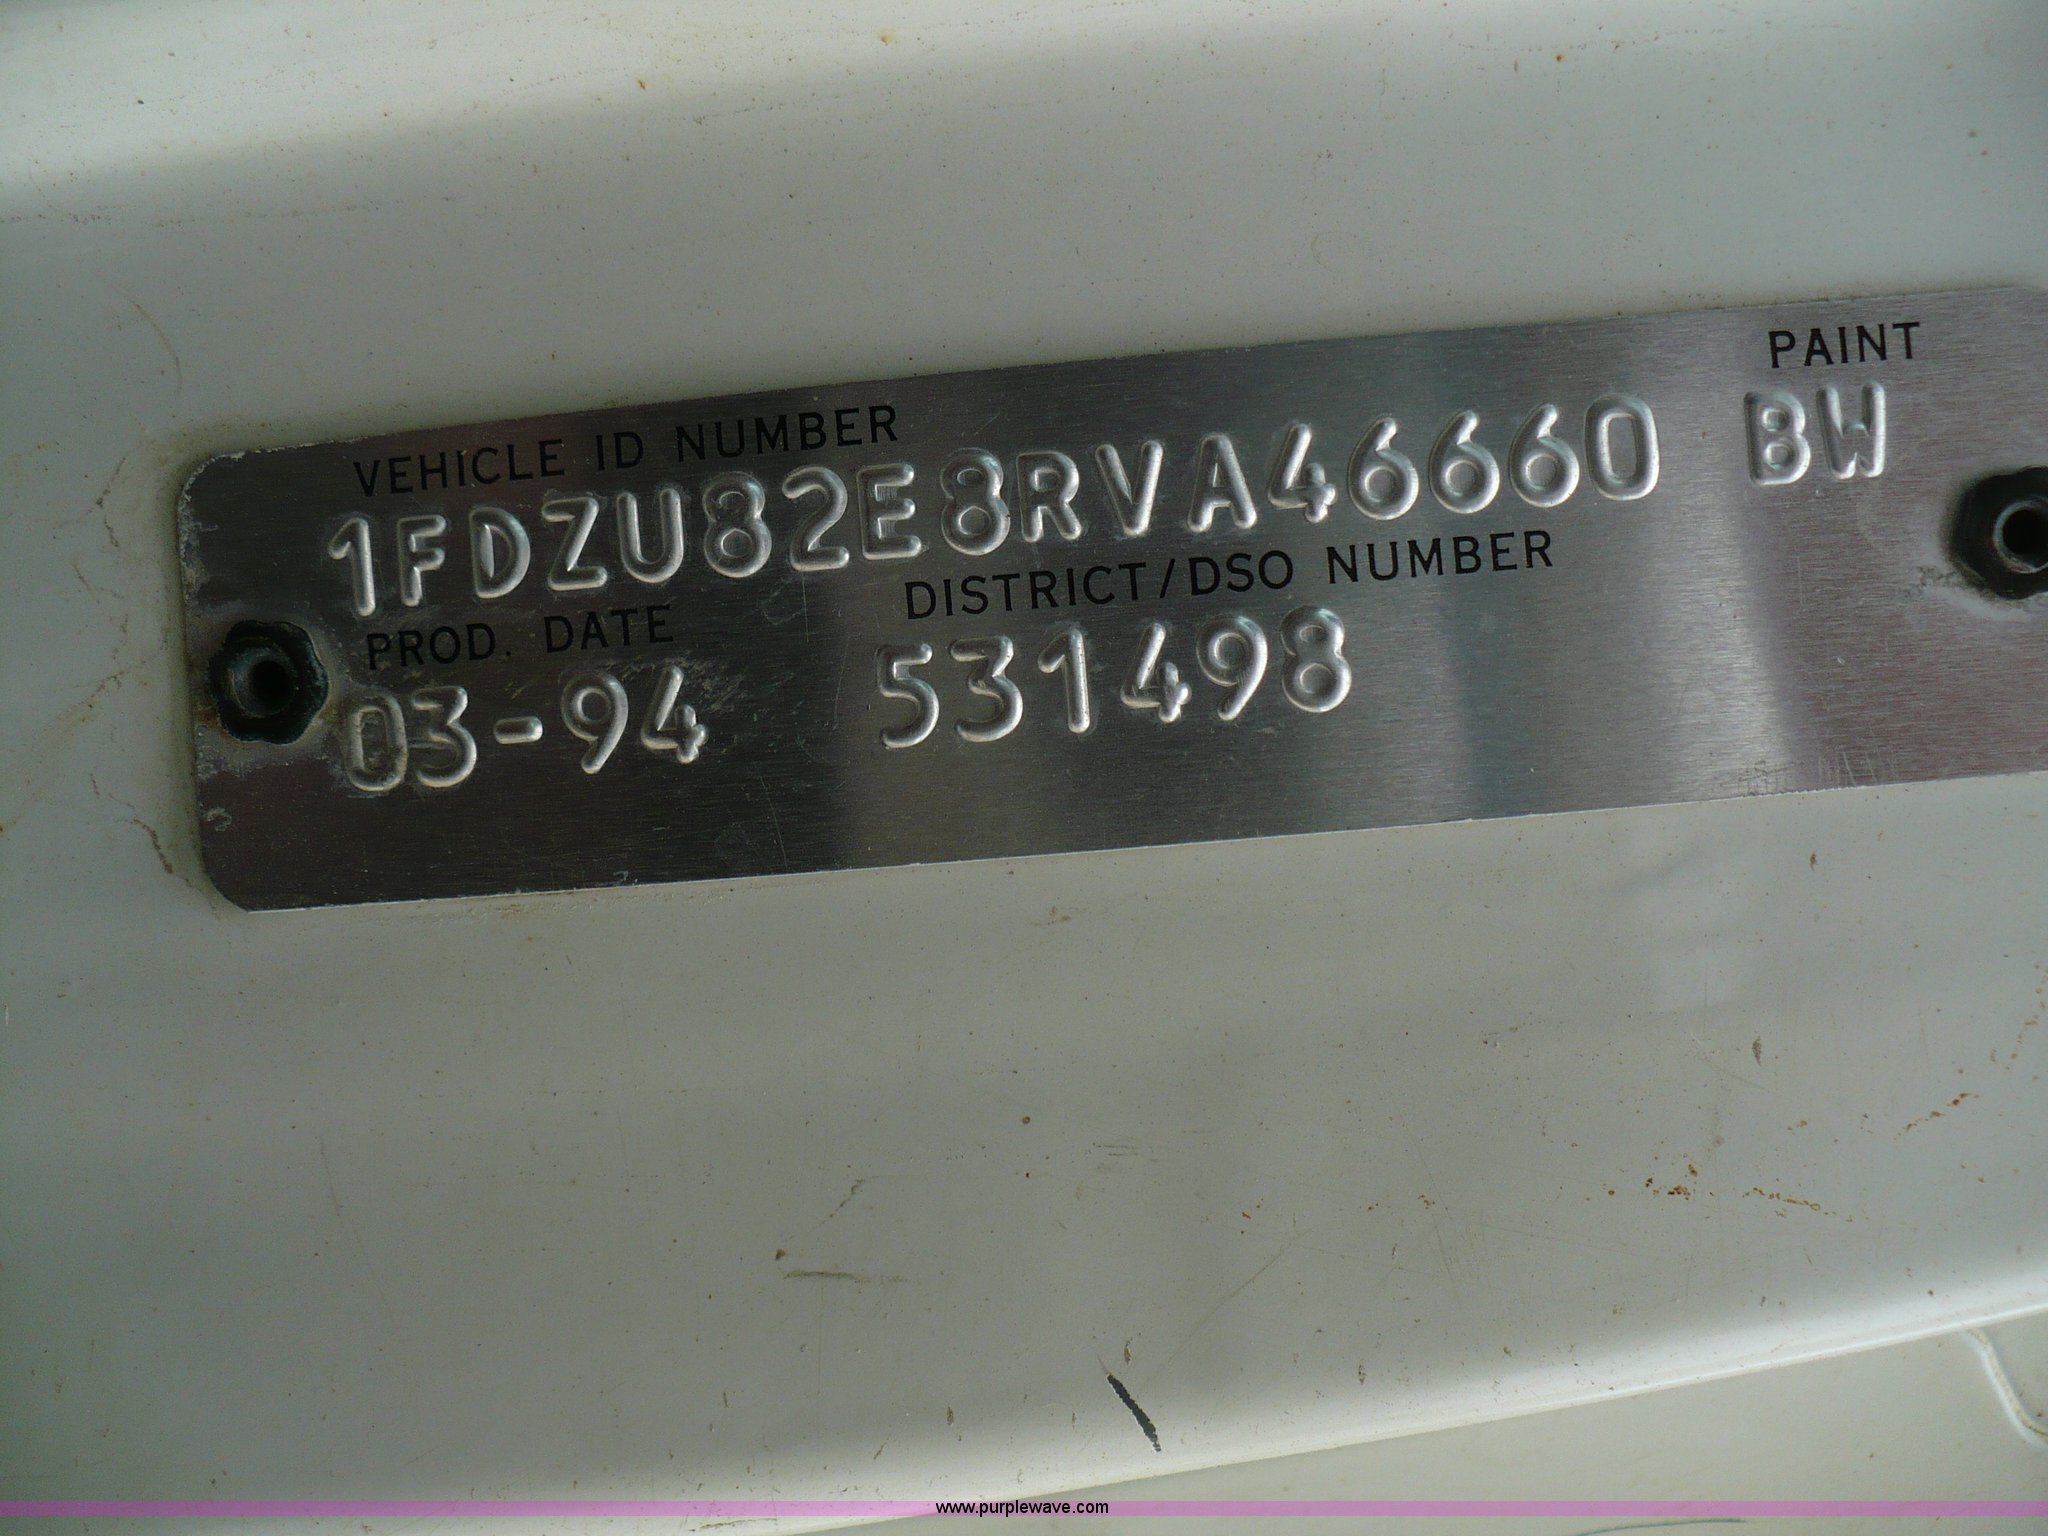 PAINT
VEHICLE ID NUMBER
1FDZU82E8RVA46660 BW
PROD. DATE DISTRICT/DSO NUMBER
03-94 531498
www.purplewave.com